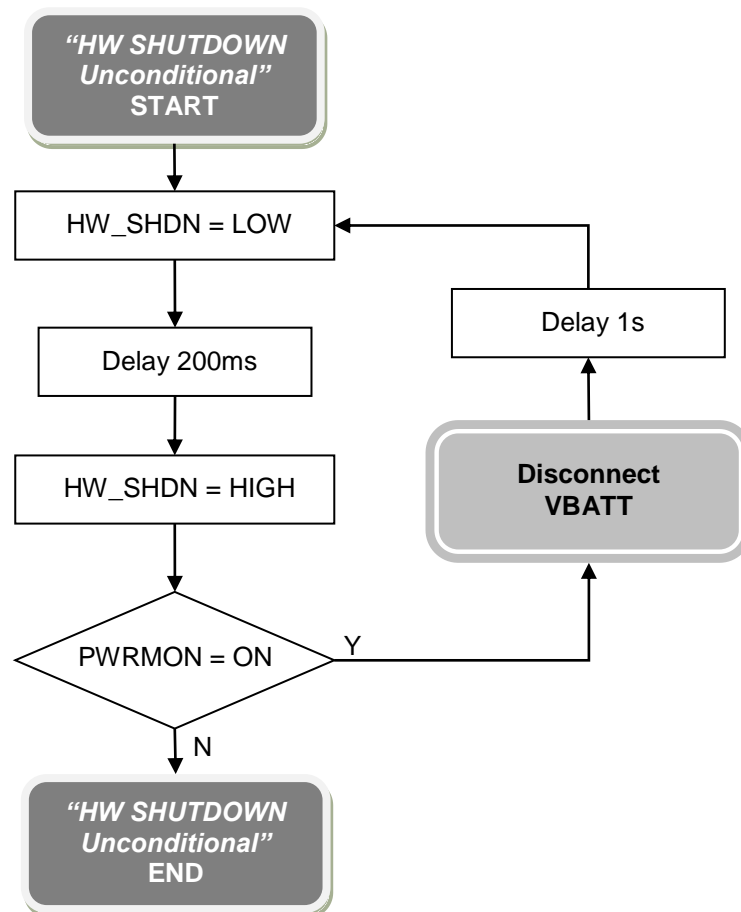 “HW SHUTDOWN
Unconditional”
START
HW_SHDN = LOW
Delay 1s
Delay 200ms
Disconnect
VBATT
HW_SHDN = HIGH
PWRMON = ON
Y
N
“HW SHUTDOWN
Unconditional”
END